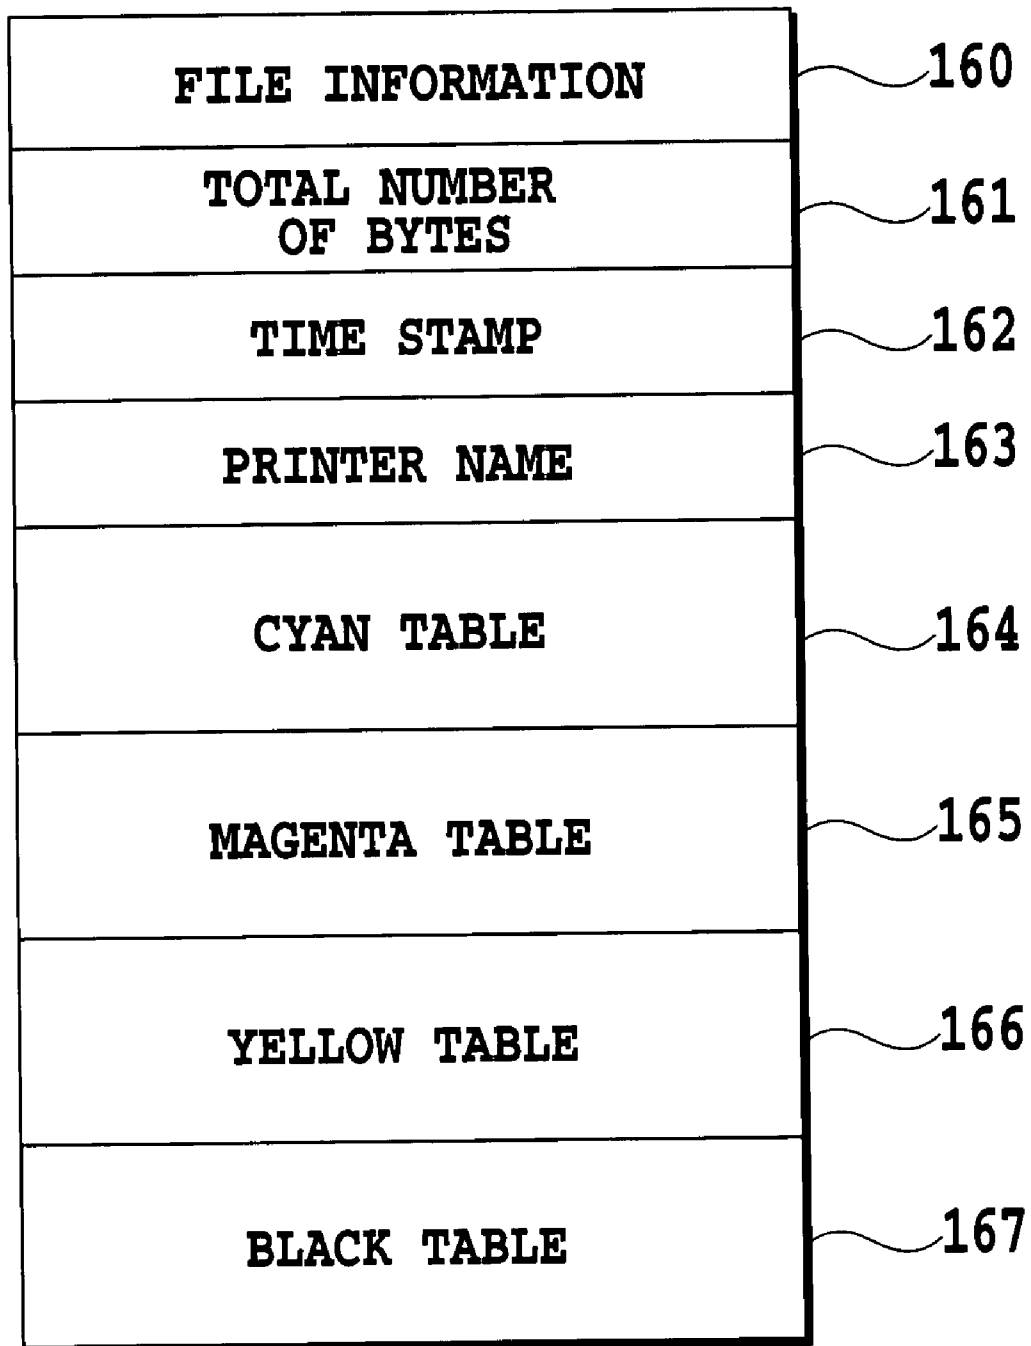 FILE INFORMATION 160
TOTAL NUMBER 161
OF BYTES
TIME STAMP 162
PRINTER NAME 163
CYAN TABLE 164
MAGENTA TABLE 165
YELLOW TABLE 166
BLACK TABLE 167